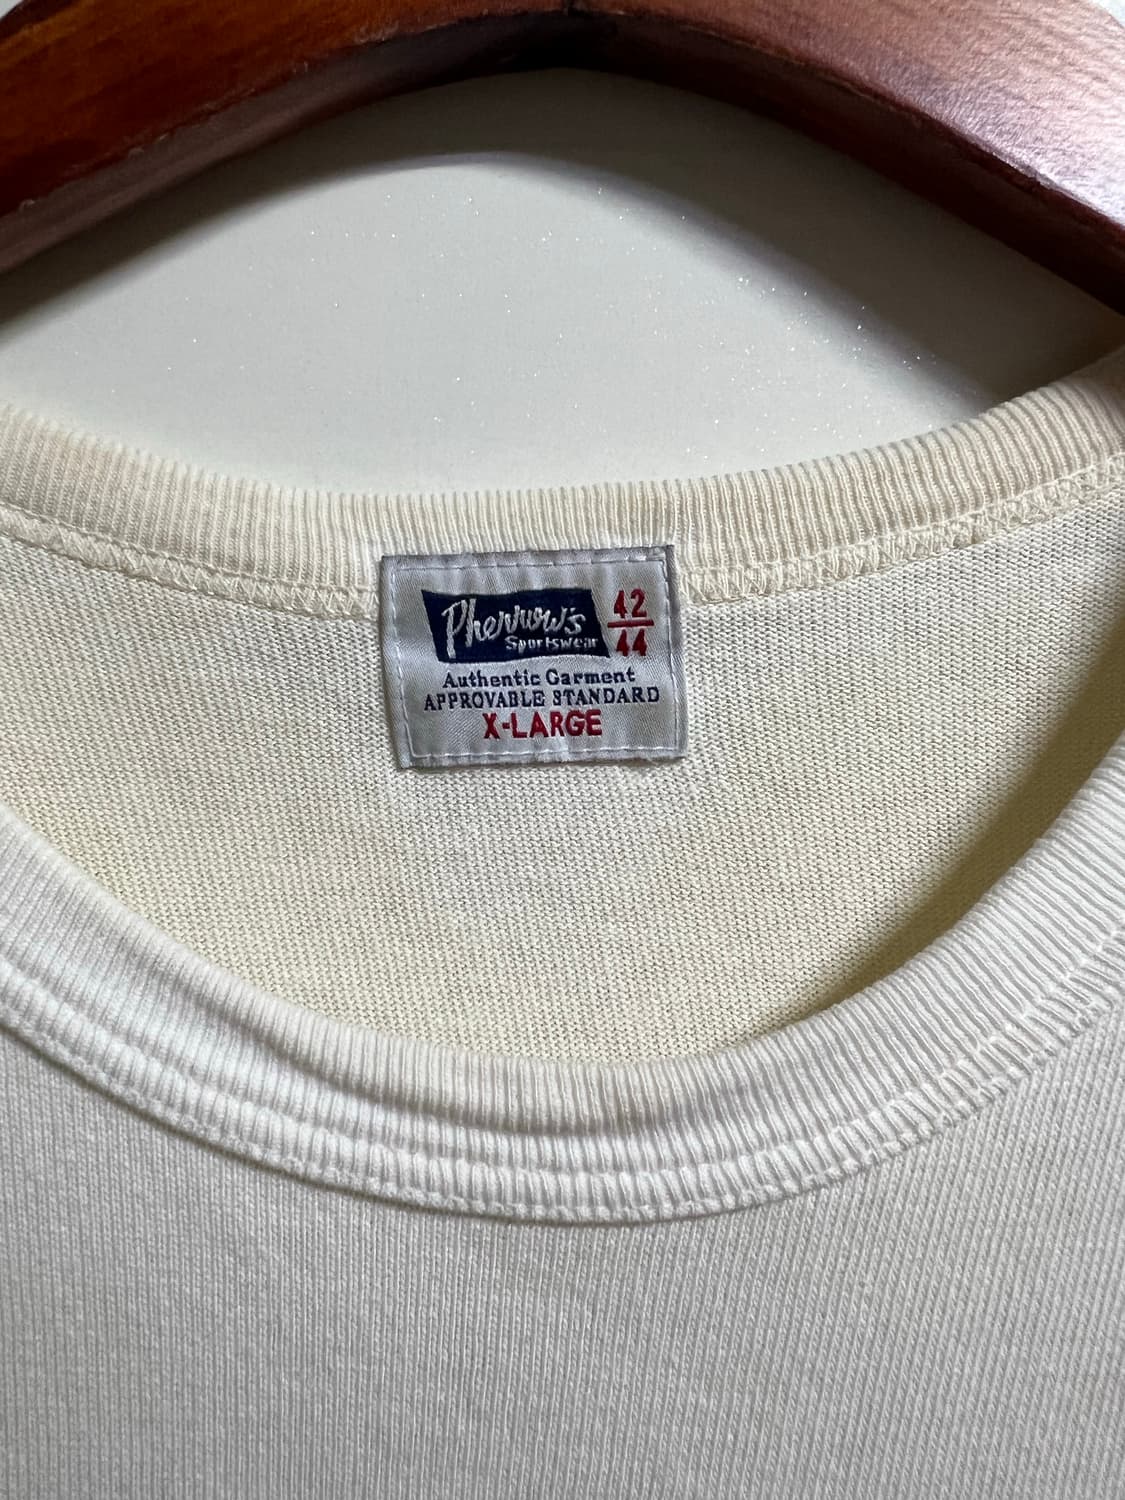 Pherrow's
Sportswear
42
44
Authentic Garment
APPROVABLE STANDARD
X-LARGE